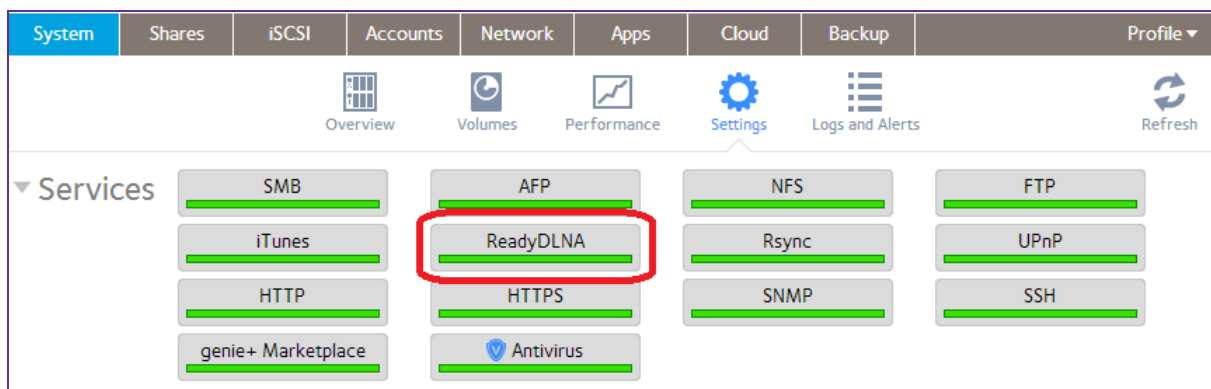 System Shares iSCSI Accounts Network Apps Cloud Backup Profile
Overview Volumes Performance Settings Logs and Alerts Refresh
Services SMB AFP NFS FTP
iTunes ReadyDLNA Rsync UPnP
HTTP HTTPS SNMP SSH
genie+ Marketplace V Antivirus